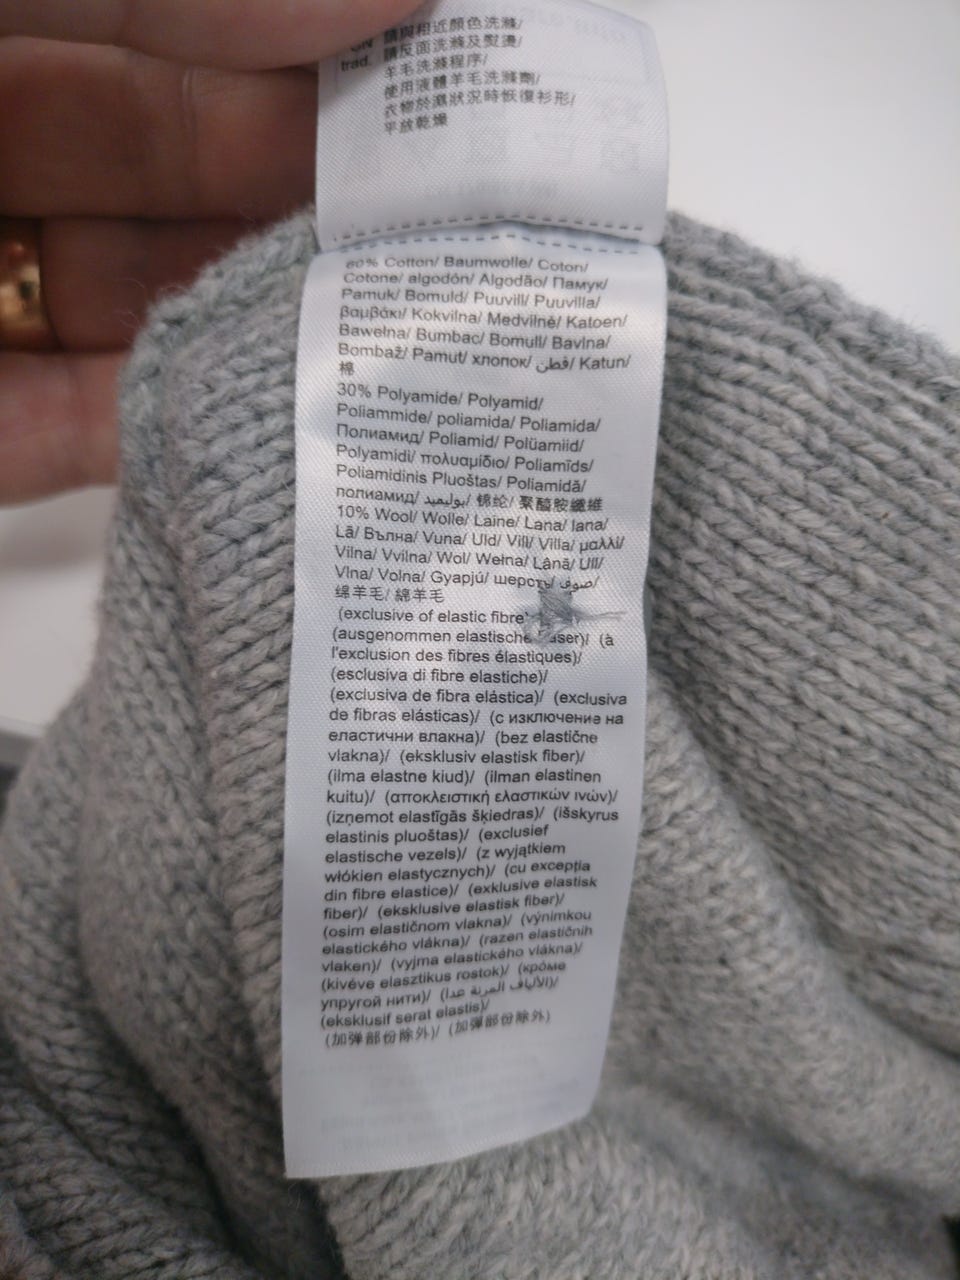 CN 請與相近顏色洗滌/
trad. 請反面洗滌及熨燙/
羊毛洗滌程序/
使用液體羊毛洗滌劑/
衣物於濕狀況時恢復衫形/
平放乾燥
60% Cotton/ Baumwolle/ Coton/
Cotone/ algodón/ Algodão/ Памук/
Pamuk/ Bomuld/ Puuvill/ Puuvilla/
βαμβάκι/ Kokvilna/ Medvilnė/ Katoen/
Bawełna/ Bumbac/ Bomull/ Bavlna/
Bombaž/ Pamut/ хлопок/ قطن/ Katun/
棉
30% Polyamide/ Polyamid/
Poliammide/ poliamida/ Poliamida/
Полиамид/ Poliamid/ Polüamiid/
Polyamidi/ πολυαμίδιο/ Poliamīds/
Poliamidinis Pluoštas/ Poliamidă/
полиамид/ بوليميد/ 锦纶/ 聚醯胺纖維
10% Wool/ Wolle/ Laine/ Lana/ lana/
Lã/ Вълна/ Vuna/ Uld/ Vill/ Villa/ μαλλί/
Vilna/ Vvilna/ Wol/ Wełna/ Lână/ Ull/
Vlna/ Volna/ Gyapjú/ шерсть/ صوف/
绵羊毛/ 綿羊毛
(exclusive of elastic fibre
(ausgenommen elastische aser)/ (à
l'exclusion des fibres élastiques)/
(esclusiva di fibre elastiche)/
(exclusiva de fibra elástica)/ (exclusiva
de fibras elásticas)/ (с изключение на
еластични влакна)/ (bez elastične
vlakna)/ (eksklusiv elastisk fiber)/
(ilma elastne kiud)/ (ilman elastinen
kuitu)/ (αποκλειστική ελαστικών ινών)/
(izņemot elastīgās šķiedras)/ (išskyrus
elastinis pluoštas)/ (exclusief
elastische vezels)/ (z wyjątkiem
włókien elastycznych)/ (cu excepția
din fibre elastice)/ (exklusive elastisk
fiber)/ (eksklusive elastisk fiber)/
(osim elastičnom vlakna)/ (výnimkou
elastického vlákna)/ (razen elastičnih
vlaken)/ (vyjma elastického vlákna)/
(kivéve elasztikus rostok)/ (крóме
упругой нити)/ (الألياف المرنة عدا)/
(eksklusif serat elastis)/
(加弹部份除外)/ (加彈部份除外)